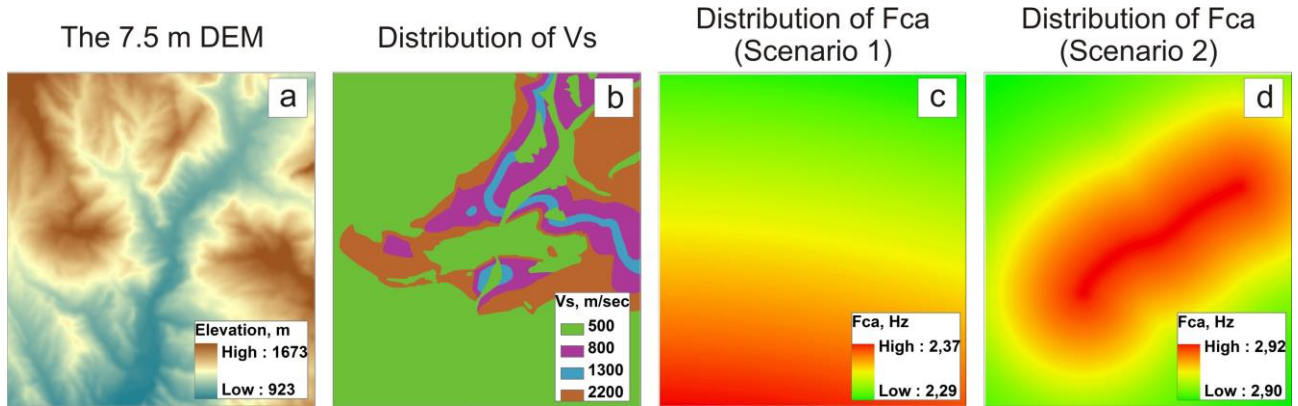 The 7.5 m DEM
Distribution of Vs
Distribution of Fca
(Scenario 1)
Distribution of Fca
(Scenario 2)
a
b
c
d
Elevation, m
High : 1673
Low : 923
Vs, m/sec
500
800
1300
2200
Fca, Hz
High : 2,37
Low : 2,29
Fca, Hz
High : 2,92
Low : 2,90